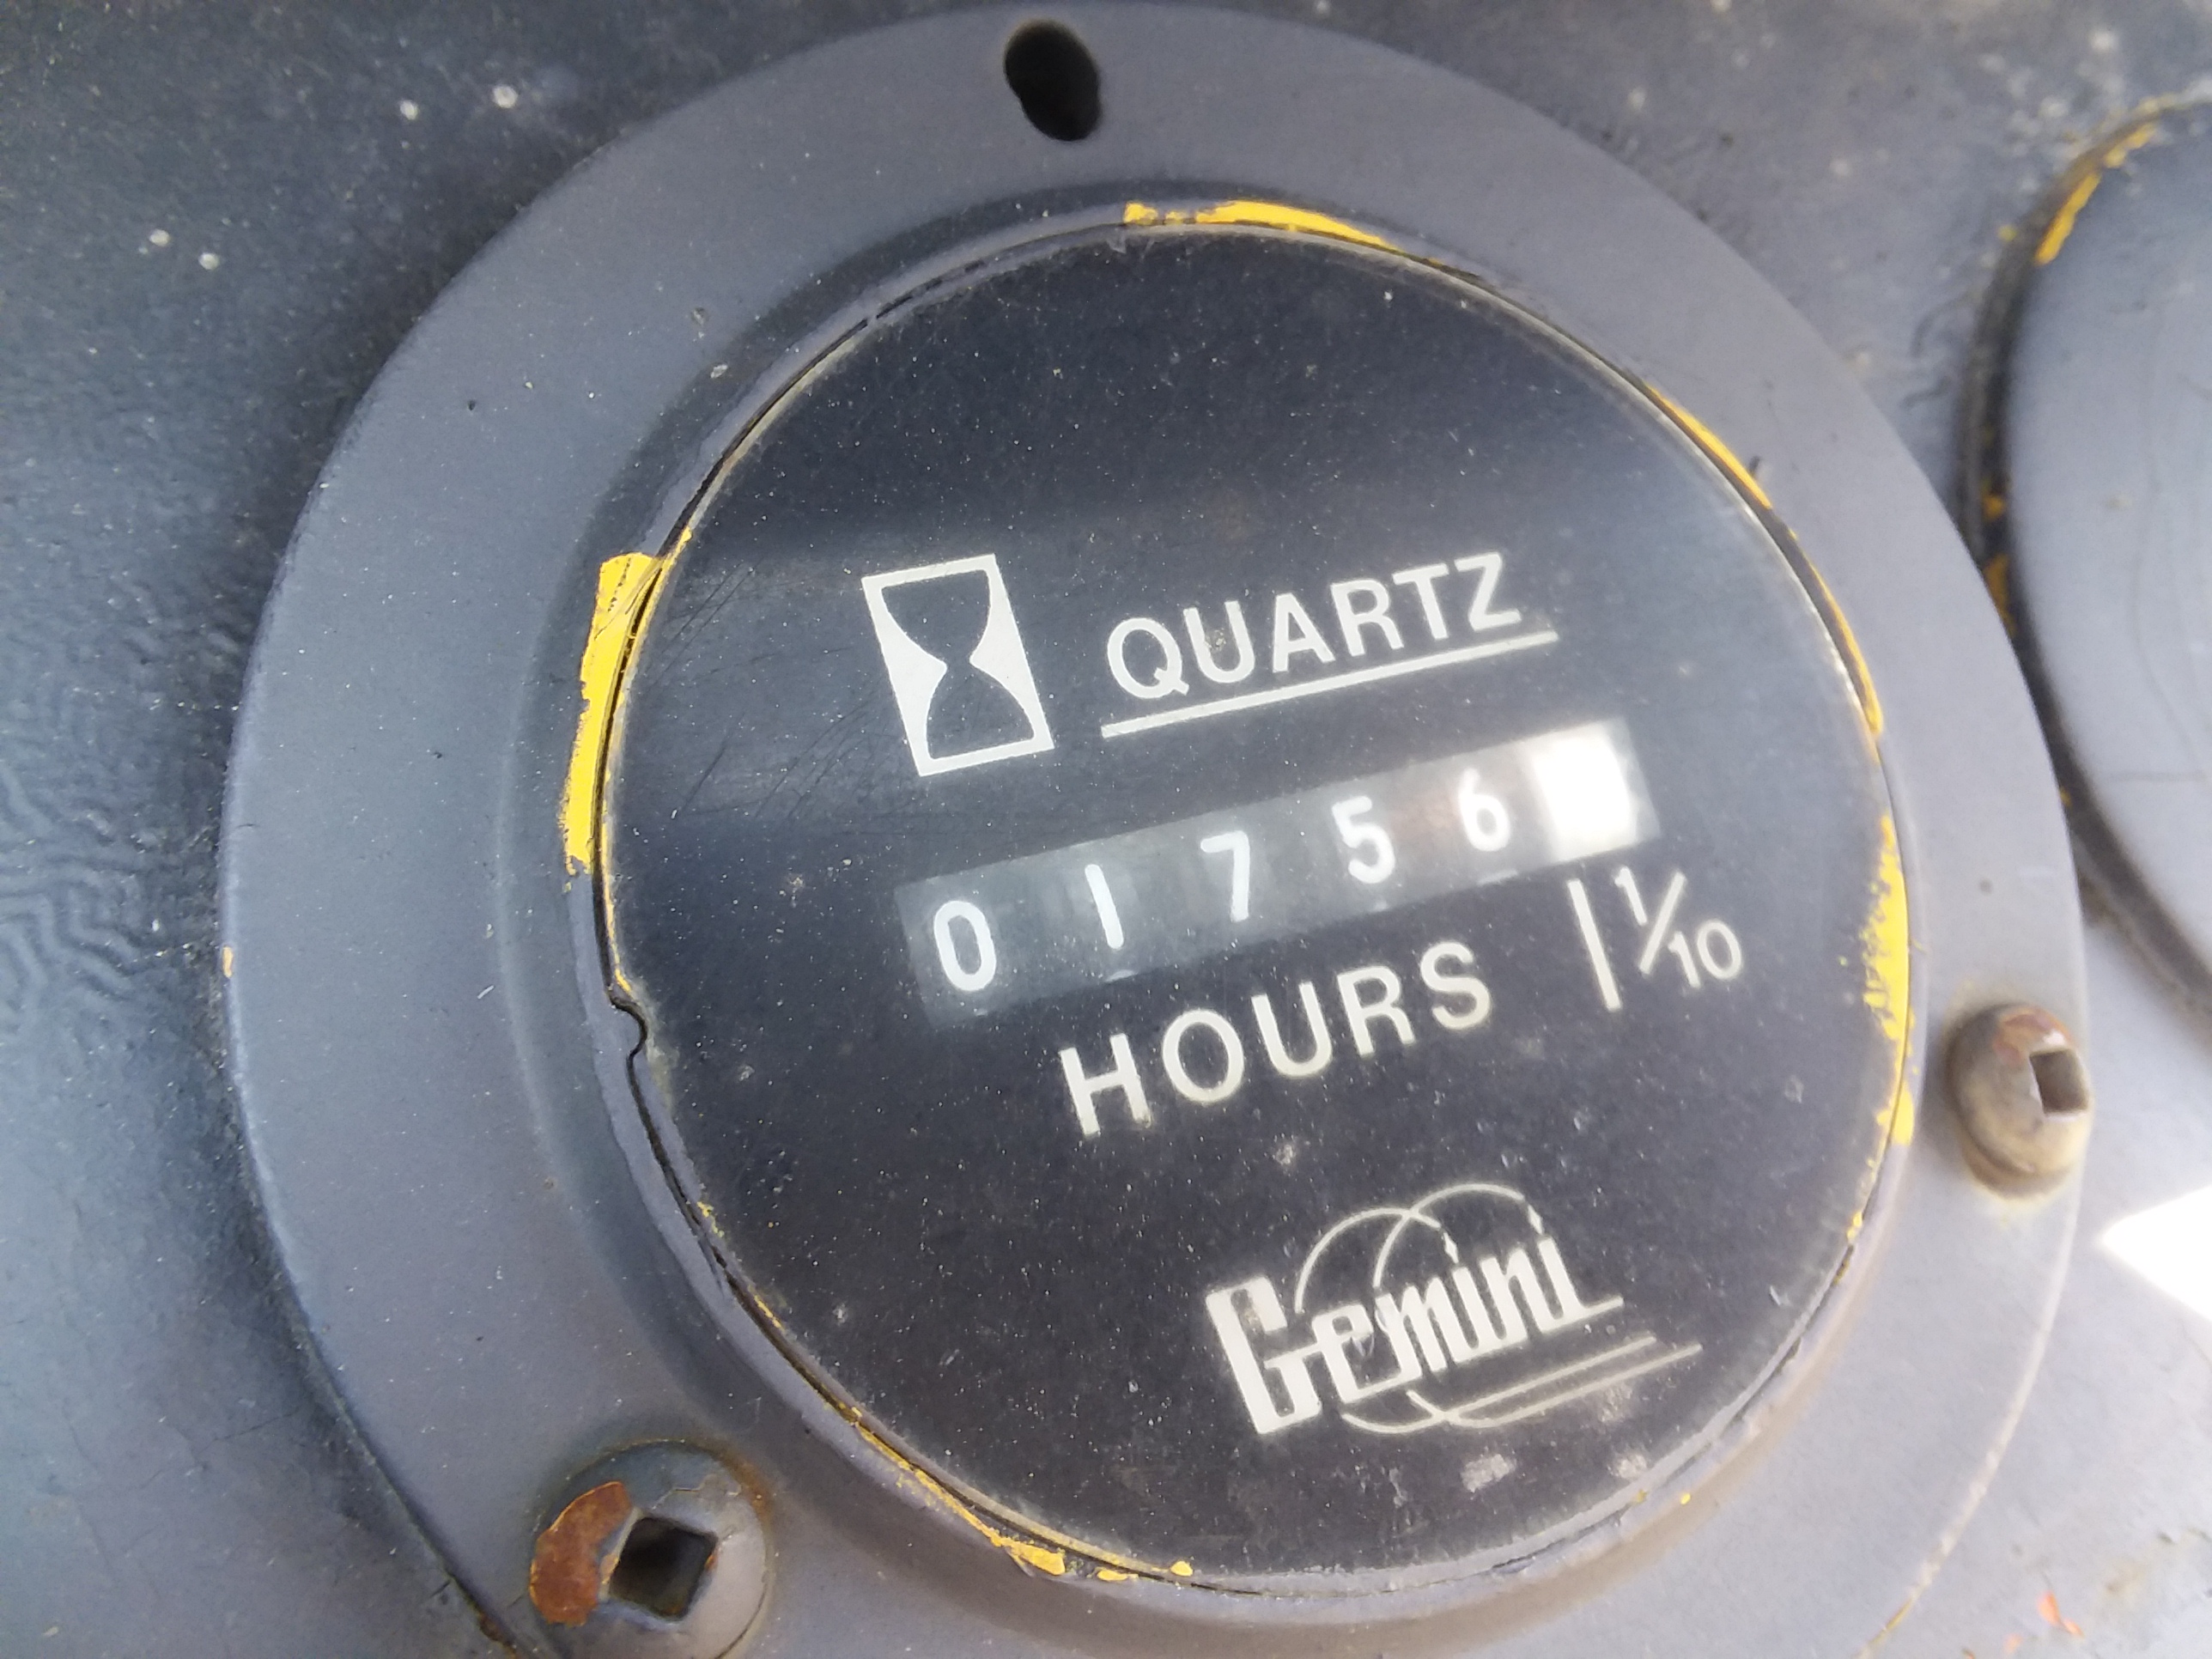 QUARTZ
01756
HOURS | 1/10
Gemini